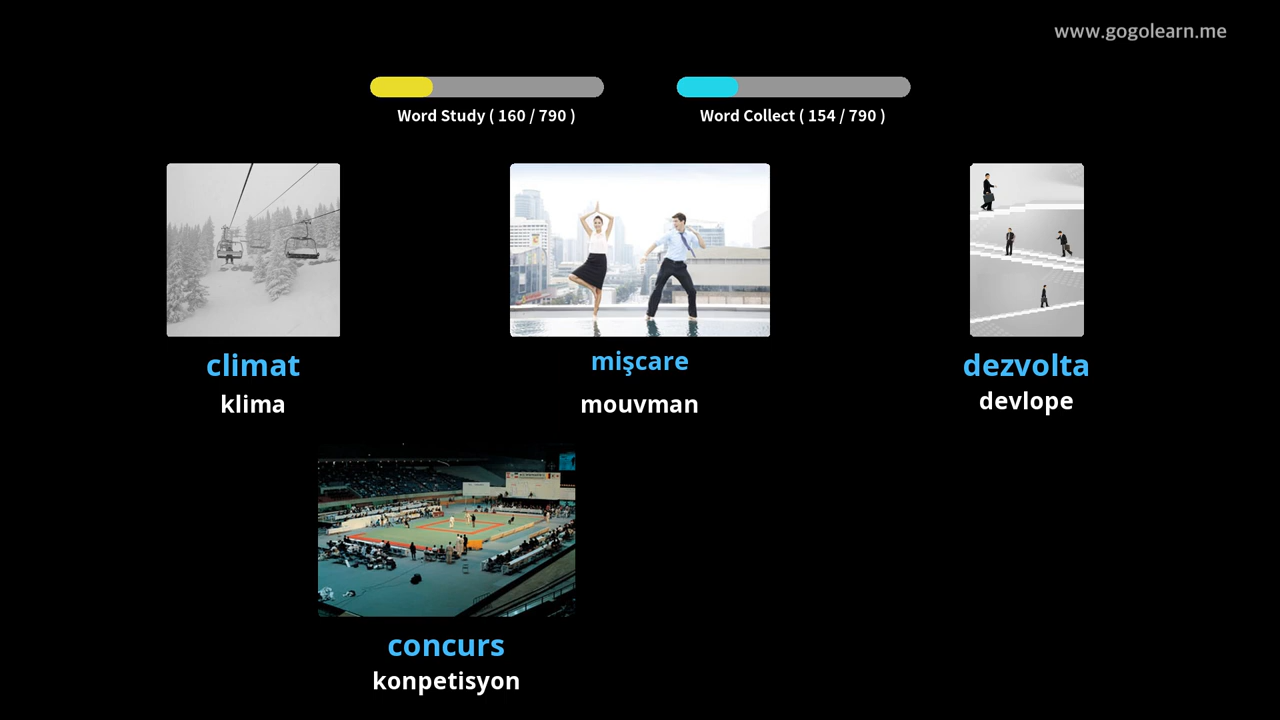 www.gogolearn.me
Word Study ( 160 / 790 )
Word Collect ( 154 / 790 )
climat
klima
mişcare
mouvman
dezvolta
devlope
concurs
konpetisyon